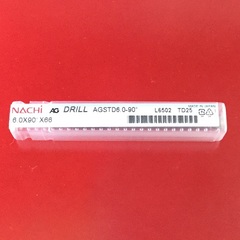 NACHi AG DRILL AGSTD6.0-90° L6502 TD25
6.0X90°X66